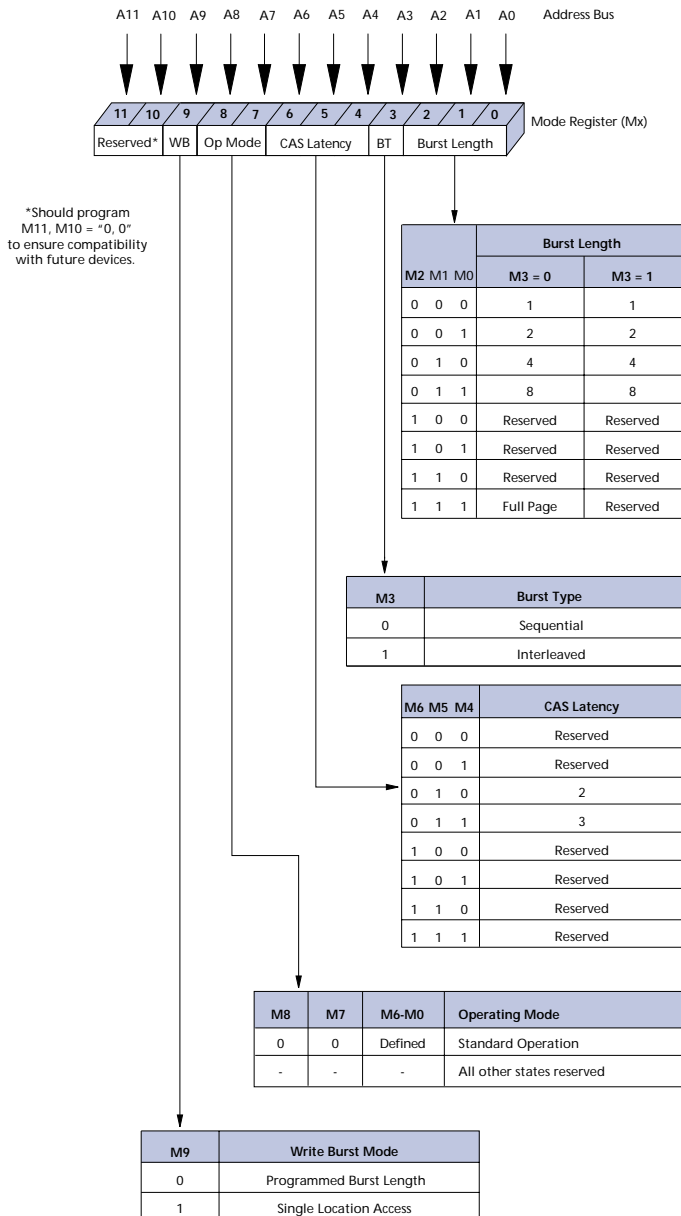 A11 A10 A9 A8 A7 A6 A5 A4 A3 A2 A1 A0 Address Bus
11 10 9 8 7 6 5 4 3 2 1 0
Mode Register (Mx)
Reserved* WB Op Mode CAS Latency BT Burst Length
*Should program
M11, M10 = “0, 0”
to ensure compatibility
with future devices.
Burst Length
M2 M1 M0 M3 = 0 M3 = 1
0 0 0 1 1
0 0 1 2 2
0 1 0 4 4
0 1 1 8 8
1 0 0 Reserved Reserved
1 0 1 Reserved Reserved
1 1 0 Reserved Reserved
1 1 1 Full Page Reserved
M3 Burst Type
0 Sequential
1 Interleaved
M6 M5 M4 CAS Latency
0 0 0 Reserved
0 0 1 Reserved
0 1 0 2
0 1 1 3
1 0 0 Reserved
1 0 1 Reserved
1 1 0 Reserved
1 1 1 Reserved
M8 M7 M6-M0 Operating Mode
0 0 Defined Standard Operation
- - - All other states reserved
M9 Write Burst Mode
0 Programmed Burst Length
1 Single Location Access